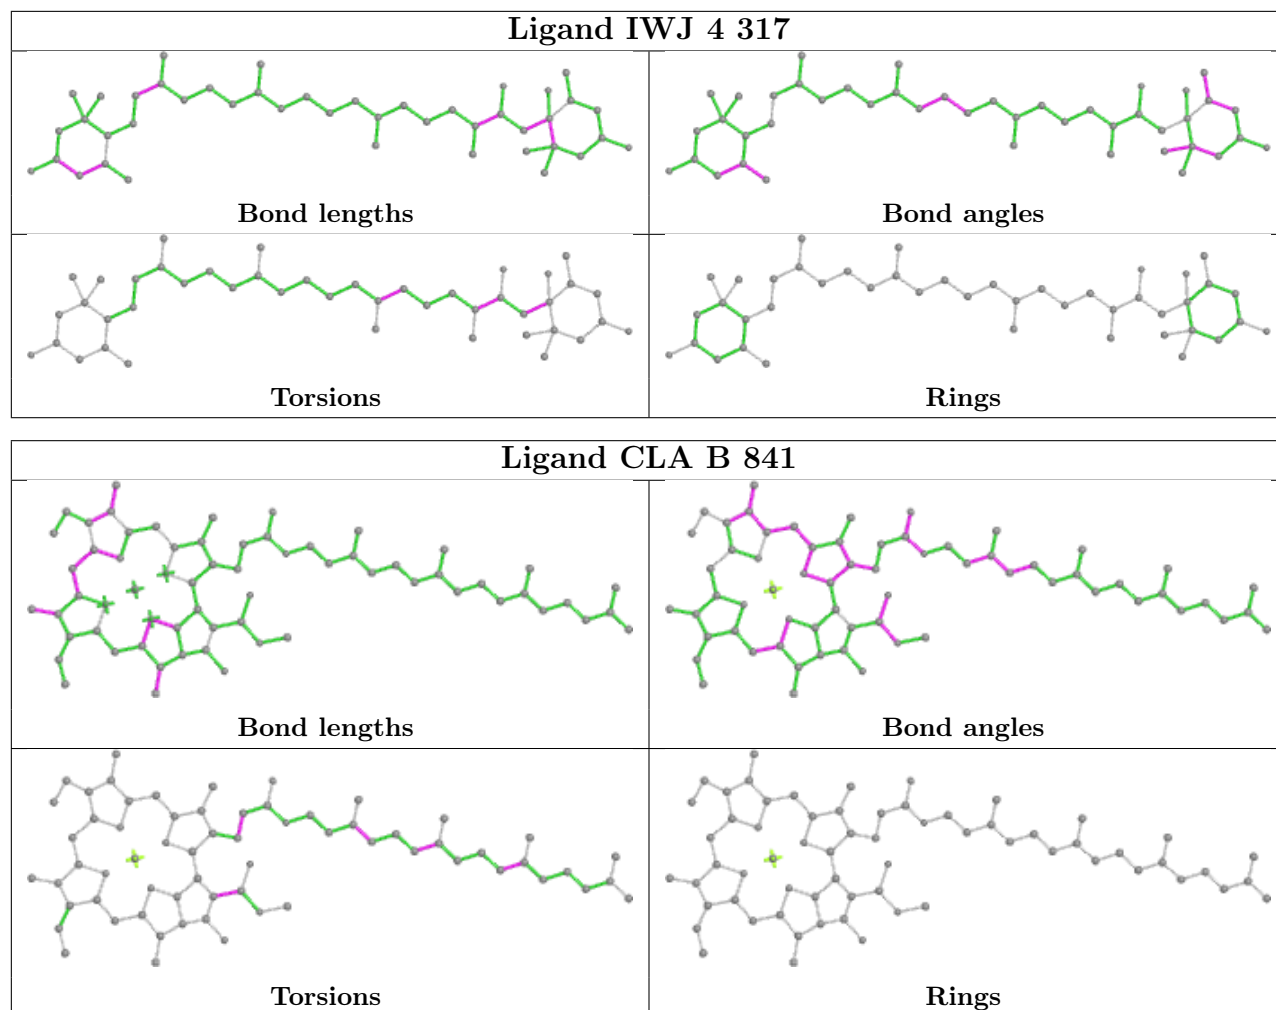 Ligand IWJ 4 317
Bond lengths
Bond angles
Torsions
Rings
Ligand CLA B 841
Bond lengths
Bond angles
Torsions
Rings